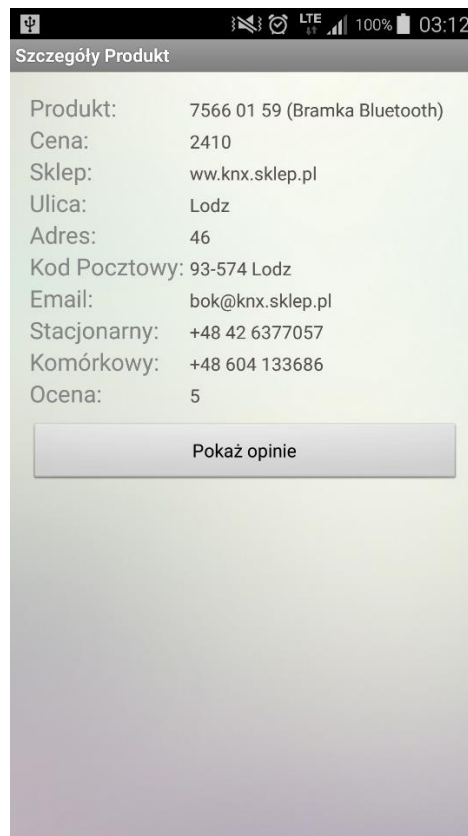 LTE 100% 03:12
Szczegóły Produkt
Produkt: 7566 01 59 (Bramka Bluetooth)
Cena: 2410
Sklep: ww.knx.sklep.pl
Ulica: Lodz
Adres: 46
Kod Pocztowy: 93-574 Lodz
Email: bok@knx.sklep.pl
Stacjonarny: +48 42 6377057
Komórkowy: +48 604 133686
Ocena: 5
Pokaż opinie